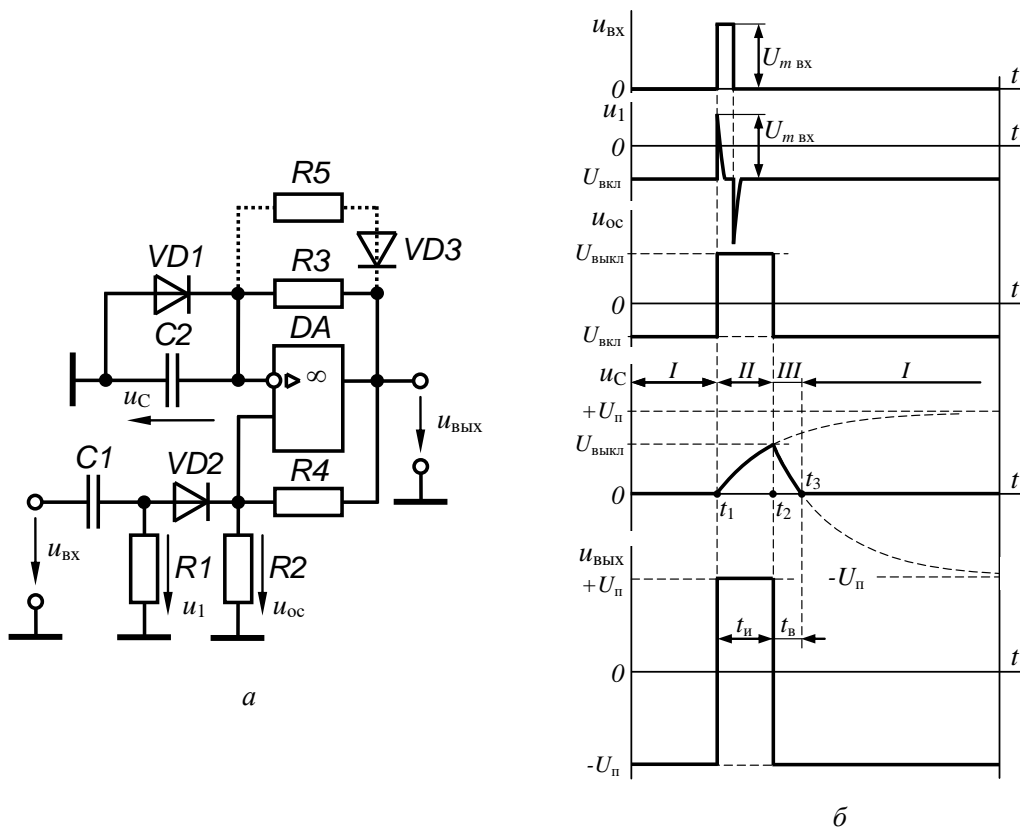 R5
VD3
VD1
R3
C2
DA
∞
u_C
u_вых
C1
VD2
R4
u_вх
R1
R2
u_1
u_ос
а
u_вх
U_m вх
t
0
u_1
U_m вх
0
t
U_вкл
u_ос
U_выкл
0
t
U_вкл
u_C
I
II
III
I
+U_п
U_выкл
t_3
0
t
t_1
t_2
u_вых
+U_п
-U_п
t_и
t_в
0
t
-U_п
б